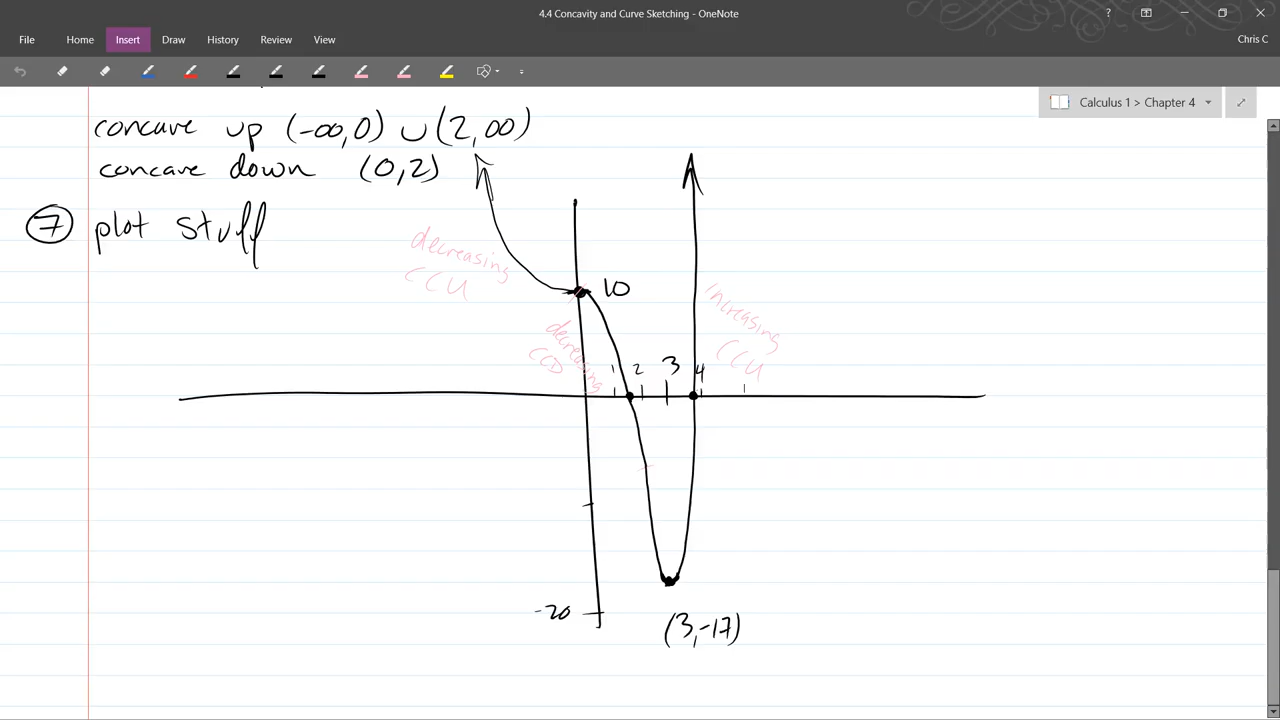 4.4 Concavity and Curve Sketching - OneNote
File Home Insert Draw History Review View
Chris C
Calculus 1 > Chapter 4
concave up (-∞,0) ∪ (2,∞)
concave down (0,2)
7 plot stuff
decreasing
CCU
10
decreasing
CCD
increasing
CCU
1 2 3 4
-20
(3,-17)